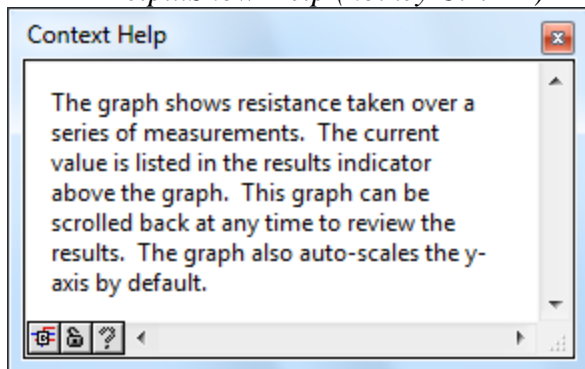 Context Help
The graph shows resistance taken over a
series of measurements. The current
value is listed in the results indicator
above the graph. This graph can be
scrolled back at any time to review the
results. The graph also auto-scales the y-
axis by default.